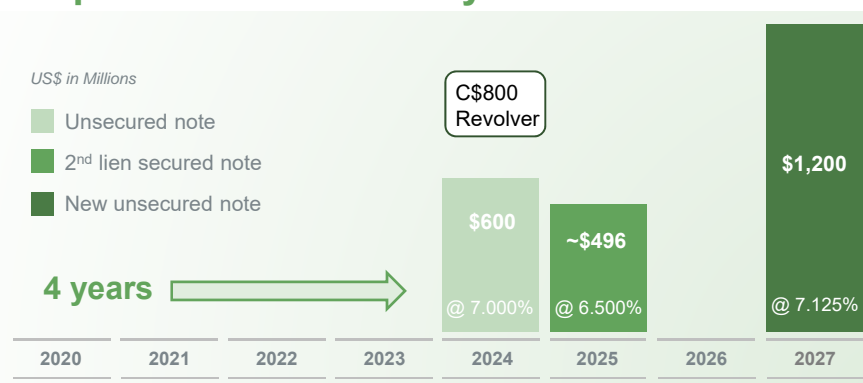 US$ in Millions
Unsecured note
2nd lien secured note
New unsecured note
C$800
Revolver
$1,200
$600
~$496
4 years
@ 7.000%
@ 6.500%
@ 7.125%
2020
2021
2022
2023
2024
2025
2026
2027